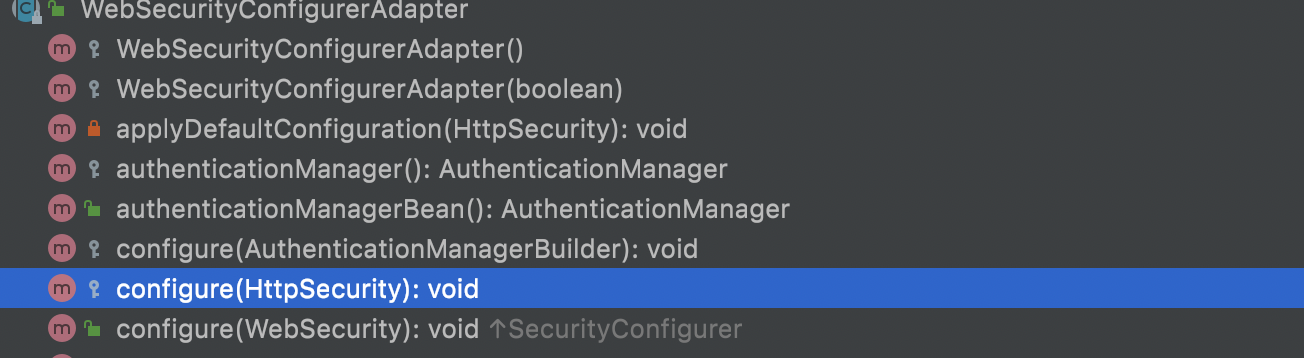 WebSecurityConfigurerAdapter
WebSecurityConfigurerAdapter()
WebSecurityConfigurerAdapter(boolean)
applyDefaultConfiguration(HttpSecurity): void
authenticationManager(): AuthenticationManager
authenticationManagerBean(): AuthenticationManager
configure(AuthenticationManagerBuilder): void
configure(HttpSecurity): void
configure(WebSecurity): void ↑SecurityConfigurer